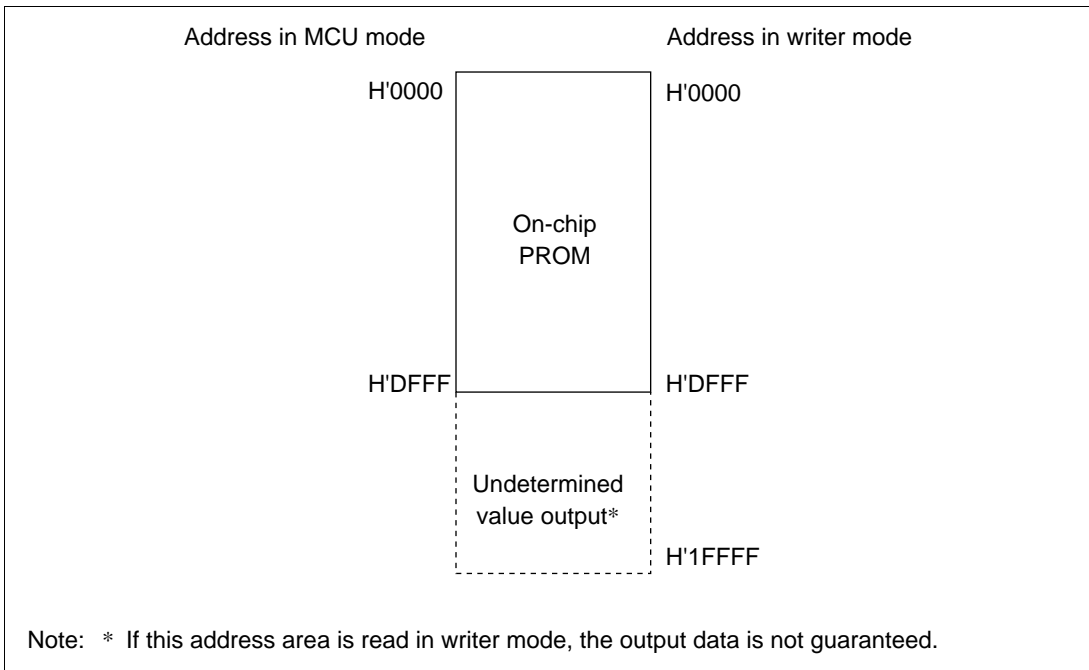 Address in MCU mode Address in writer mode
H'0000 H'0000
On-chip
PROM
H'DFFF H'DFFF
Undetermined
value output*
H'1FFFF
Note: * If this address area is read in writer mode, the output data is not guaranteed.